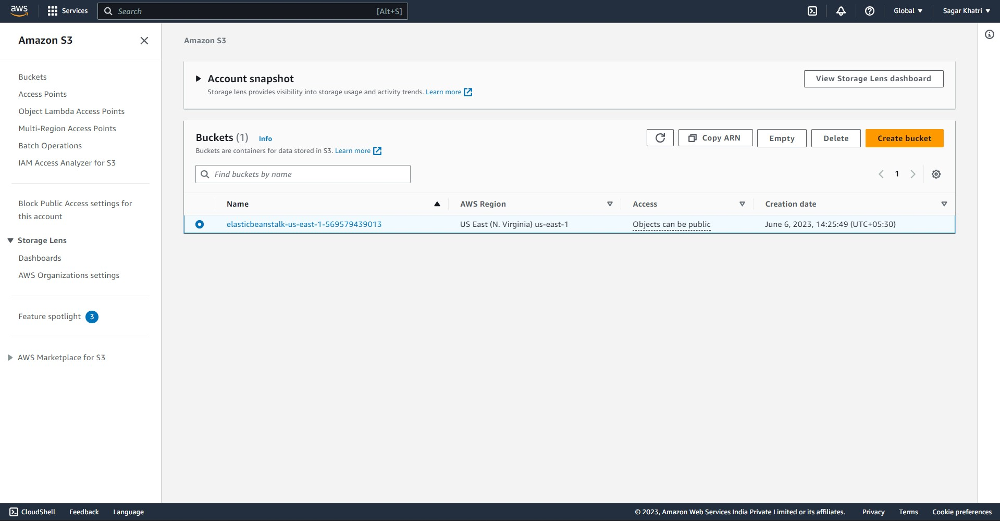 aws
Services
Search [Alt+S]
Global
Sagar Khatri
Amazon S3
Buckets
Access Points
Object Lambda Access Points
Multi-Region Access Points
Batch Operations
IAM Access Analyzer for S3
Block Public Access settings for
this account
Storage Lens
Dashboards
AWS Organizations settings
Feature spotlight 3
AWS Marketplace for S3
Amazon S3
Account snapshot
Storage lens provides visibility into storage usage and activity trends. Learn more
View Storage Lens dashboard
Buckets (1) Info
Buckets are containers for data stored in S3. Learn more
Copy ARN
Empty
Delete
Create bucket
Find buckets by name
1
Name AWS Region Access Creation date
elasticbeanstalk-us-east-1-569579439013 US East (N. Virginia) us-east-1 Objects can be public June 6, 2023, 14:25:49 (UTC+05:30)
CloudShell Feedback Language © 2023, Amazon Web Services India Private Limited or its affiliates. Privacy Terms Cookie preferences